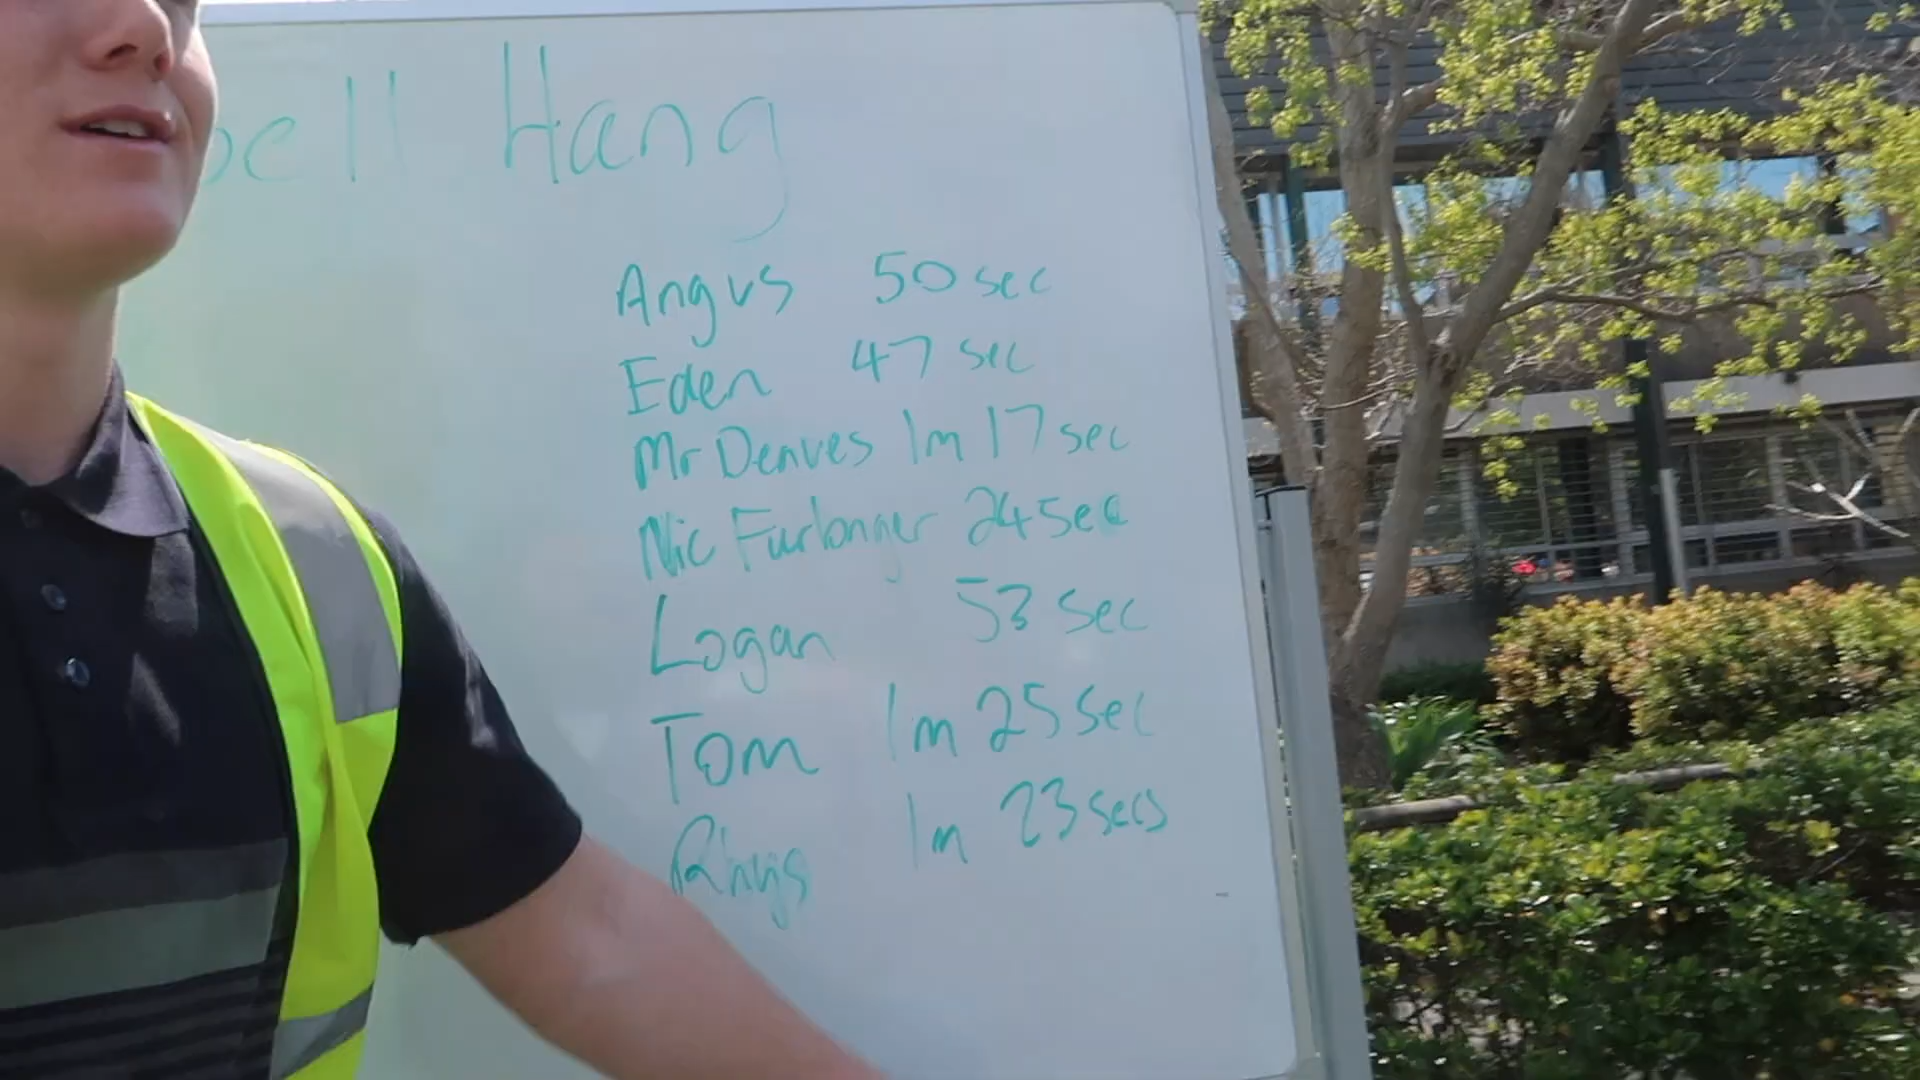 bell Hang
Angus 50 sec
Eden 47 sec
Mr Denves 1m 17 sec
Nic Furlonger 24 sec
Logan 53 sec
Tom 1m 25 sec
Rhys 1m 23 secs